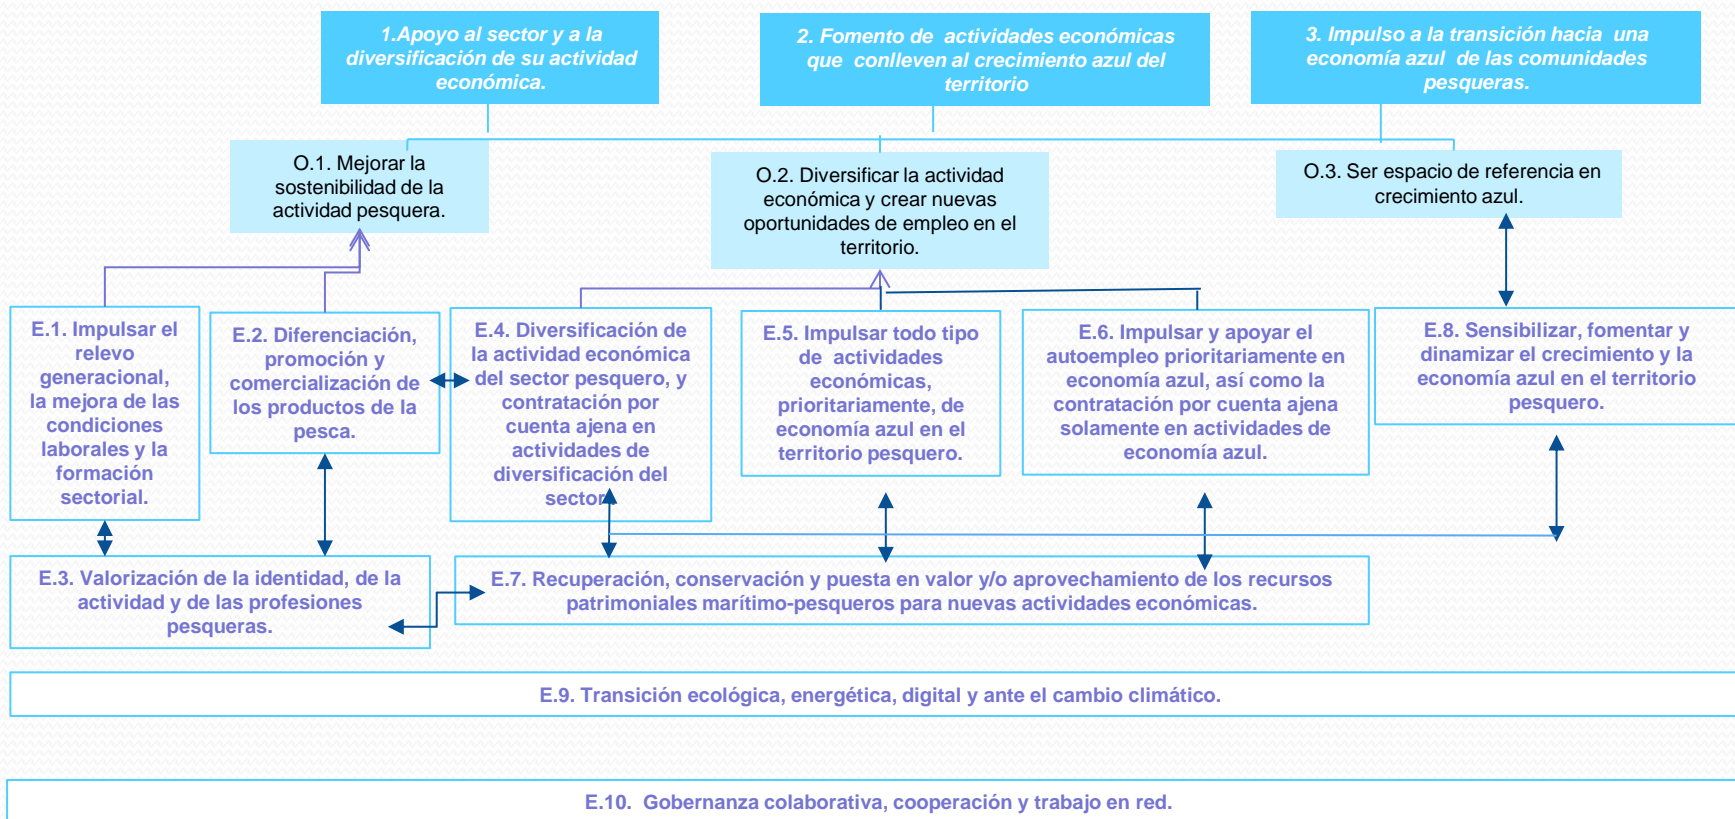 1.Apoyo al sector y a la
diversificación de su actividad
económica.
2. Fomento de actividades económicas
que conlleven al crecimiento azul del
territorio
3. Impulso a la transición hacia una
economía azul de las comunidades
pesqueras.
O.1. Mejorar la
sostenibilidad de la
actividad pesquera.
O.2. Diversificar la actividad
económica y crear nuevas
oportunidades de empleo en el
territorio.
O.3. Ser espacio de referencia en
crecimiento azul.
E.1. Impulsar el
relevo
generacional,
la mejora de las
condiciones
laborales y la
formación
sectorial.
E.2. Diferenciación,
promoción y
comercialización de
los productos de la
pesca.
E.4. Diversificación de
la actividad económica
del sector pesquero, y
contratación por
cuenta ajena en
actividades de
diversificación del
sector.
E.5. Impulsar todo tipo
de actividades
económicas,
prioritariamente, de
economía azul en el
territorio pesquero.
E.6. Impulsar y apoyar el
autoempleo prioritariamente en
economía azul, así como la
contratación por cuenta ajena
solamente en actividades de
economía azul.
E.8. Sensibilizar, fomentar y
dinamizar el crecimiento y la
economía azul en el territorio
pesquero.
E.3. Valorización de la identidad, de la
actividad y de las profesiones
pesqueras.
E.7. Recuperación, conservación y puesta en valor y/o aprovechamiento de los recursos
patrimoniales marítimo-pesqueros para nuevas actividades económicas.
E.9. Transición ecológica, energética, digital y ante el cambio climático.
E.10. Gobernanza colaborativa, cooperación y trabajo en red.